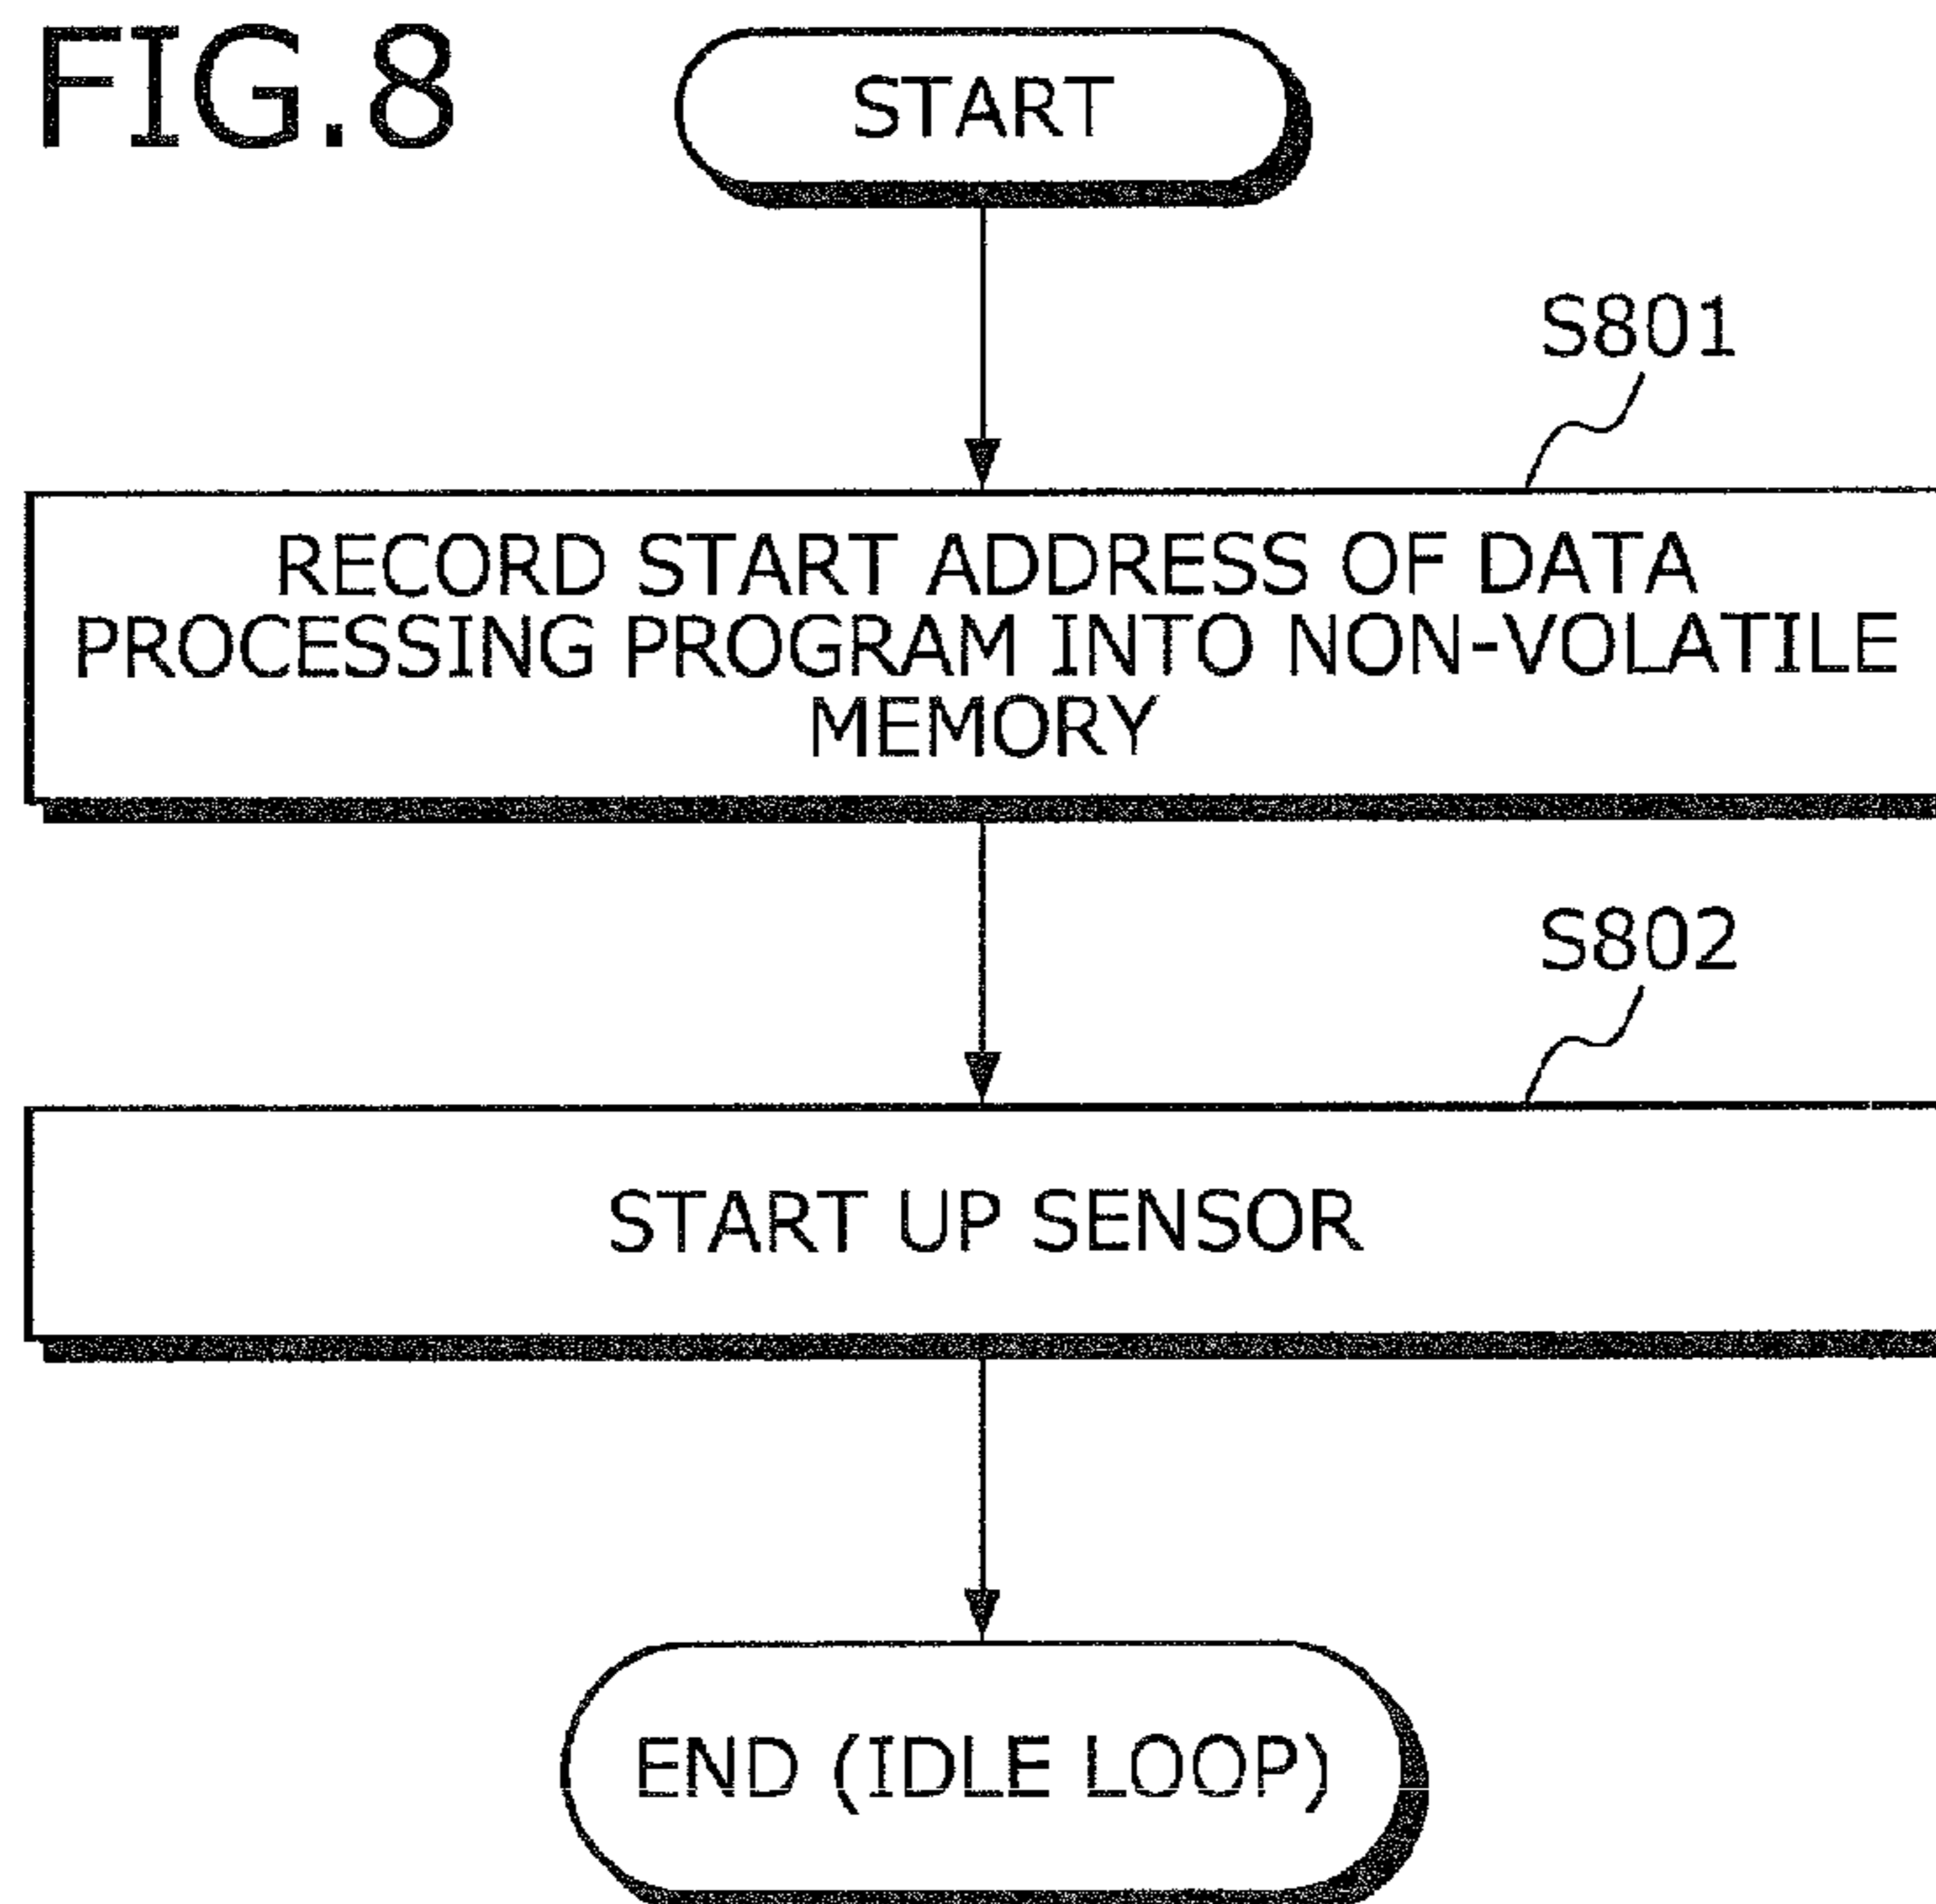 FIG.8
START
S801
RECORD START ADDRESS OF DATA
PROCESSING PROGRAM INTO NON-VOLATILE
MEMORY
S802
START UP SENSOR
END (IDLE LOOP)